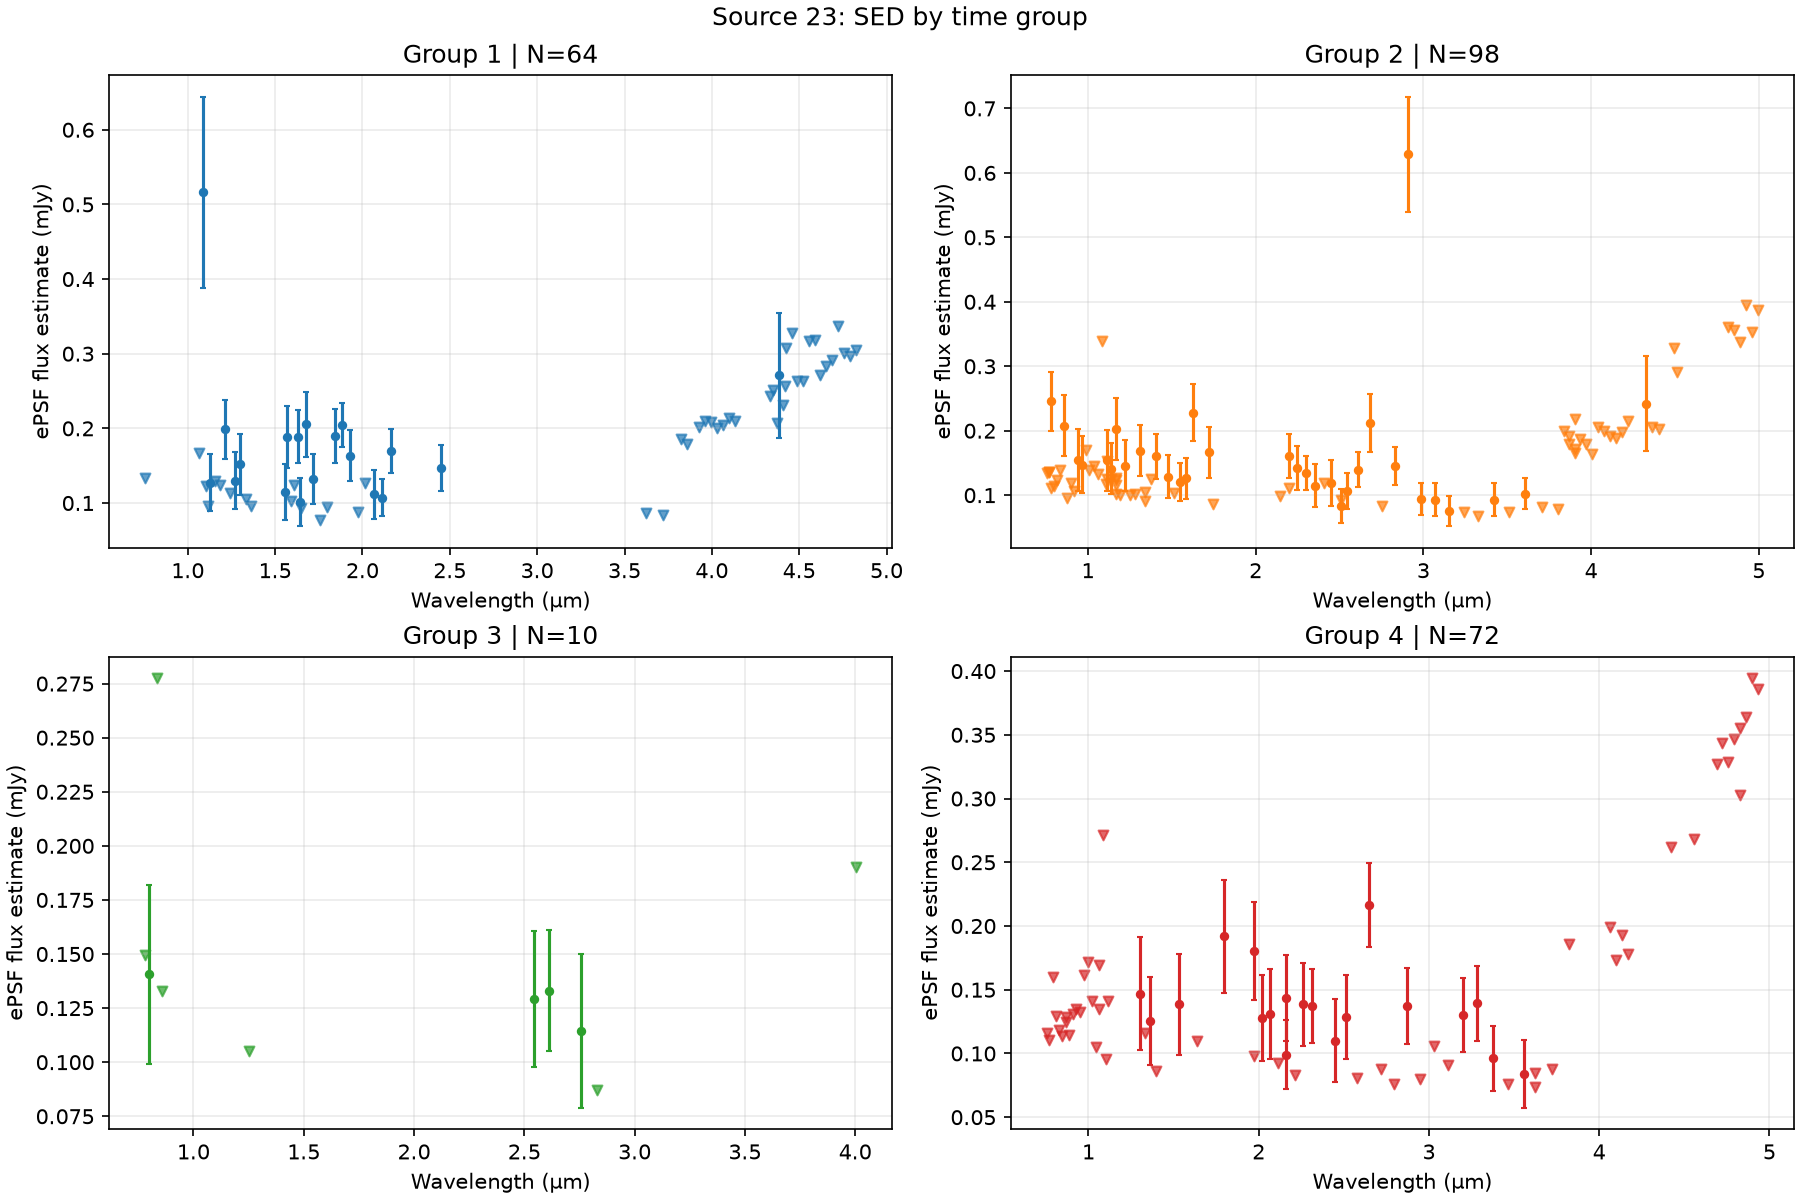 Source 23: SED by time group
Group 1 | N=64
ePSF flux estimate (mJy)
0.6
0.5
0.4
0.3
0.2
0.1
1.0 1.5 2.0 2.5 3.0 3.5 4.0 4.5 5.0
Wavelength (µm)
Group 2 | N=98
ePSF flux estimate (mJy)
0.7
0.6
0.5
0.4
0.3
0.2
0.1
1 2 3 4 5
Wavelength (µm)
Group 3 | N=10
ePSF flux estimate (mJy)
0.275
0.250
0.225
0.200
0.175
0.150
0.125
0.100
0.075
1.0 1.5 2.0 2.5 3.0 3.5 4.0
Wavelength (µm)
Group 4 | N=72
ePSF flux estimate (mJy)
0.40
0.35
0.30
0.25
0.20
0.15
0.10
0.05
1 2 3 4 5
Wavelength (µm)